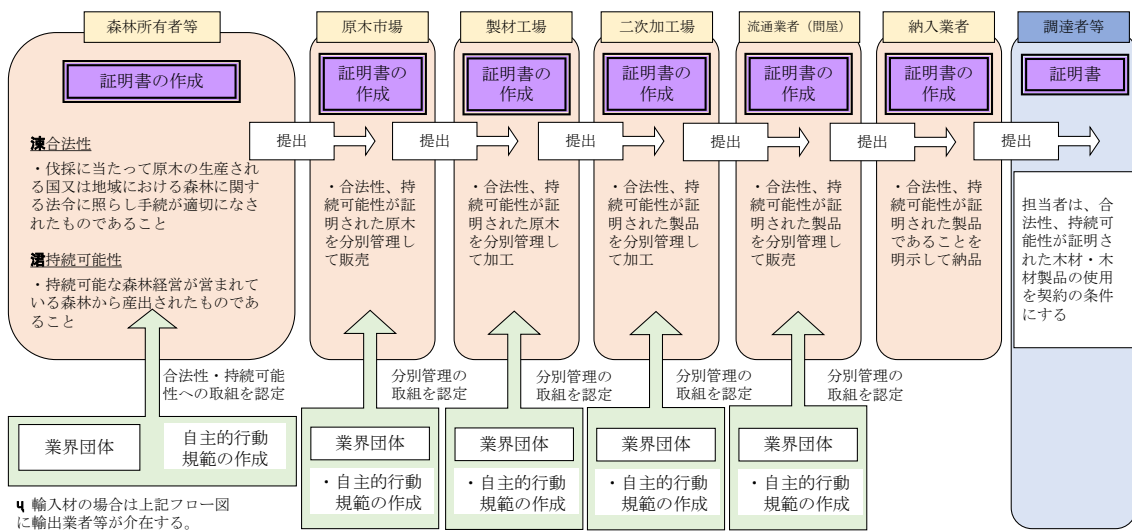 森林所有者等
証明書の作成
合法性
・伐採に当たって原木の生産され
る国又は地域における森林に関す
る法令に照らし手続が適切になさ
れたものであること
持続可能性
・持続可能な森林経営が営まれて
いる森林から産出されたものであ
ること
提出
原木市場
証明書の
作成
・合法性、持
続可能性が証
明された原木
を分別管理し
て販売
提出
製材工場
証明書の
作成
・合法性、持
続可能性が証
明された原木
を分別管理し
て加工
提出
二次加工場
証明書の
作成
・合法性、持
続可能性が証
明された製品
を分別管理し
て加工
提出
流通業者（問屋）
証明書の
作成
・合法性、持
続可能性が証
明された製品
を分別管理し
て販売
提出
納入業者
証明書の
作成
・合法性、持
続可能性が証
明された製品
であることを
明示して納品
提出
調達者等
証明書
担当者は、合
法性、持続可
能性が証明さ
れた木材・木
材製品の使用
を契約の条件
にする
合法性・持続可能
性への取組を認定
業界団体
自主的行動
規範の作成
分別管理の
取組を認定
業界団体
・自主的行動
規範の作成
分別管理の
取組を認定
業界団体
・自主的行動
規範の作成
分別管理の
取組を認定
業界団体
・自主的行動
規範の作成
分別管理の
取組を認定
業界団体
・自主的行動
規範の作成
輸入材の場合は上記フロー図
に輸出業者等が介在する。